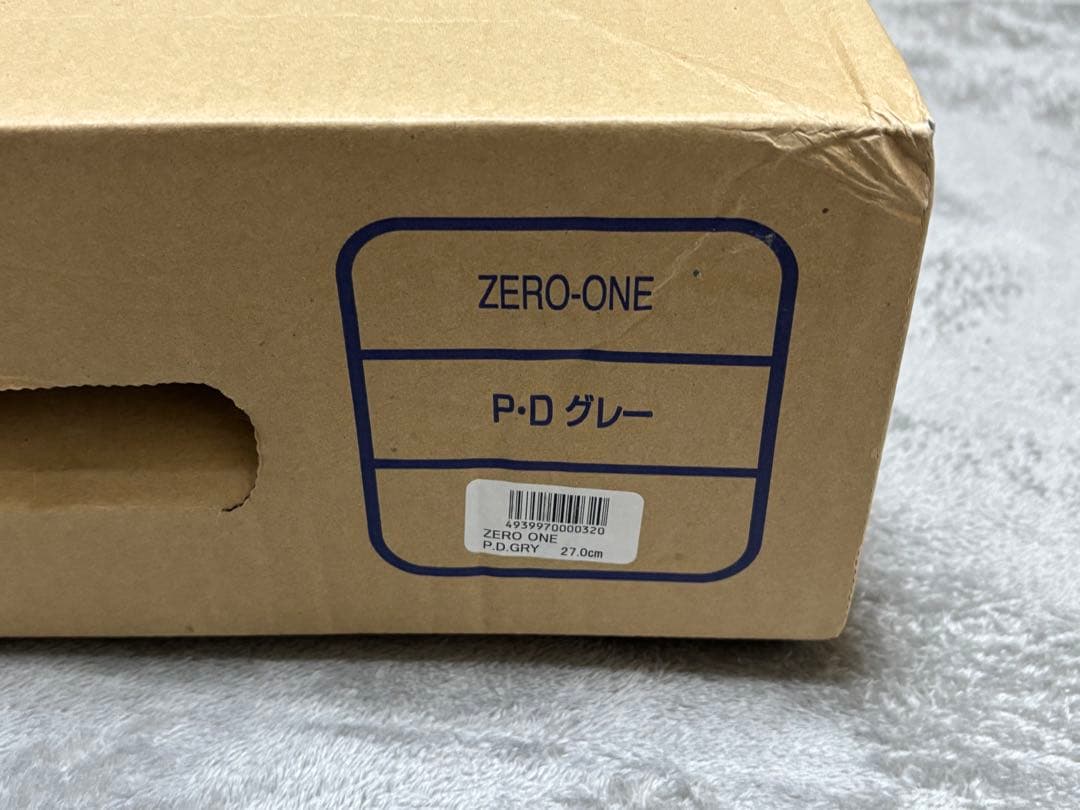 ZERO-ONE
P・D グレー
4939970000320
ZERO ONE
P.D.GRY 27.0cm